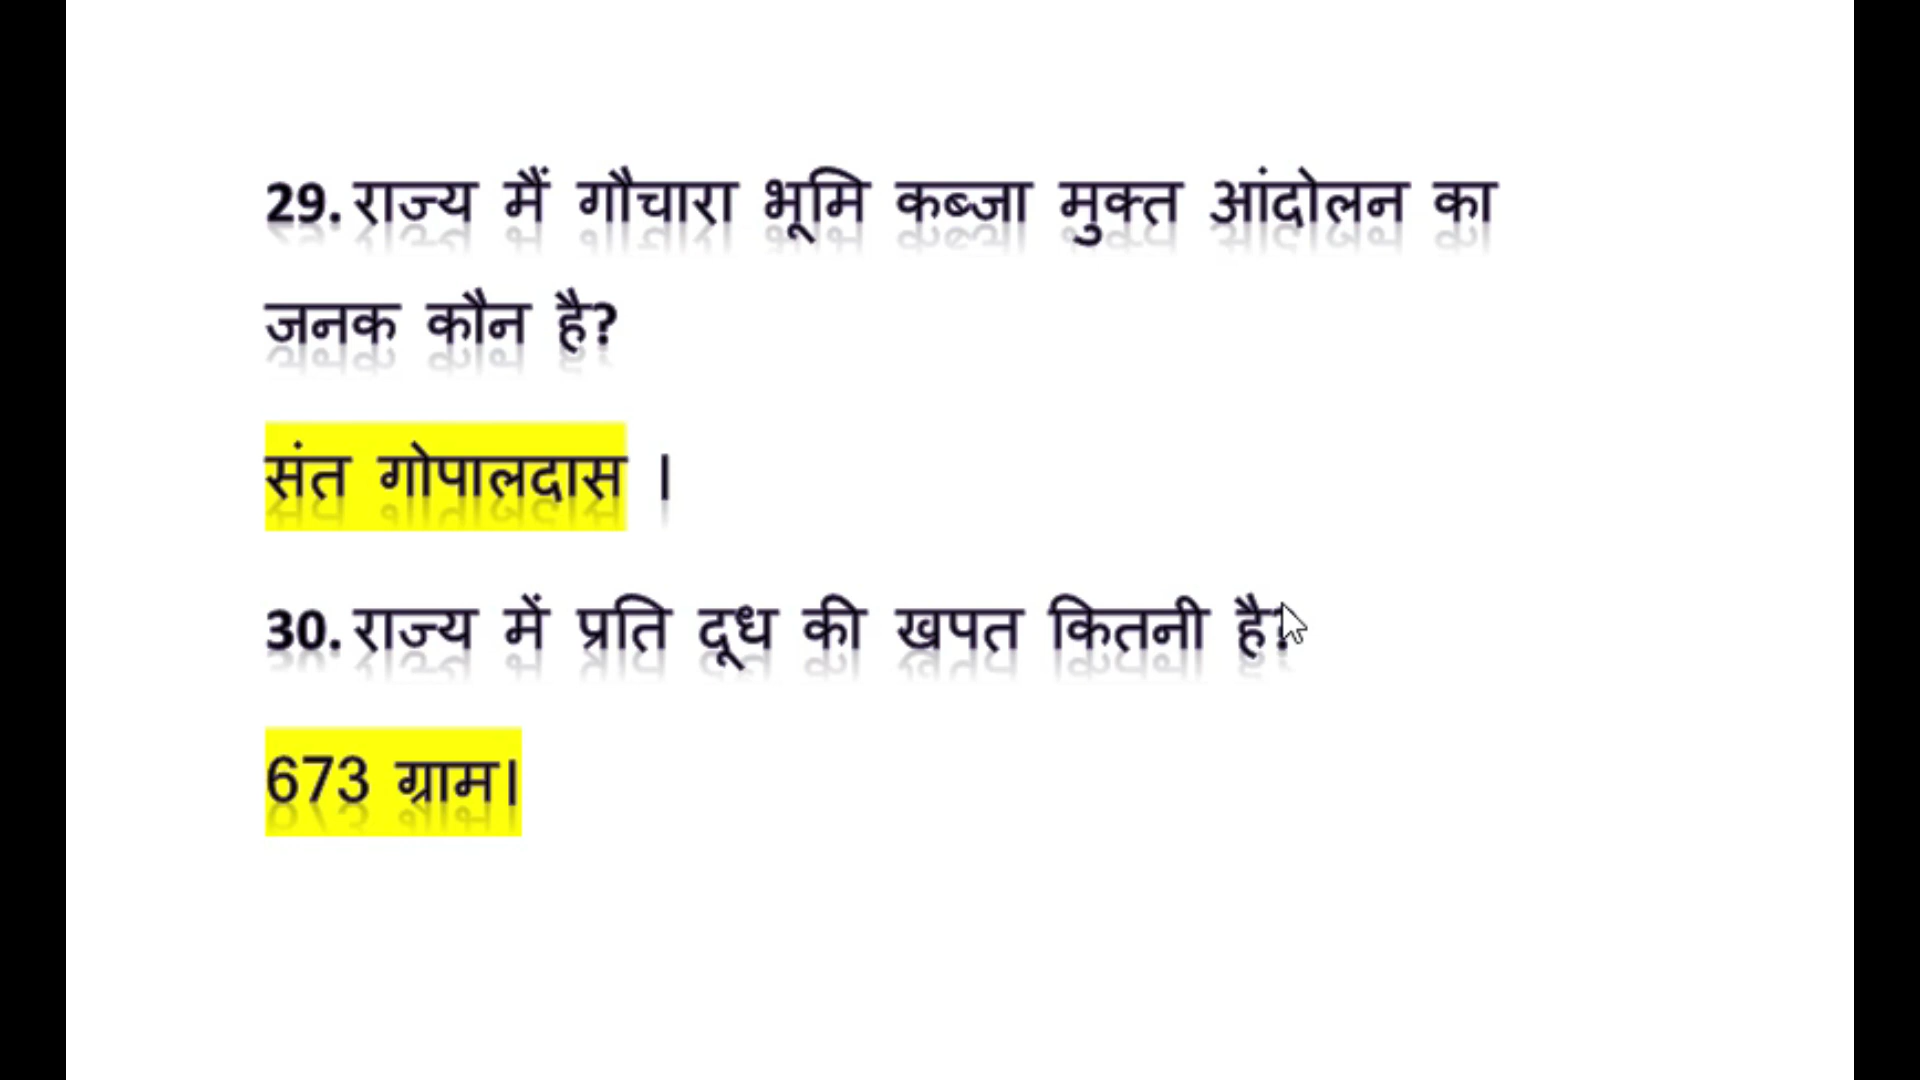 29. राज्य मैं गौचारा भूमि कब्जा मुक्त आंदोलन का
जनक कौन है?
संत गोपालदास ।
30. राज्य में प्रति दूध की खपत कितनी है?
673 ग्राम।